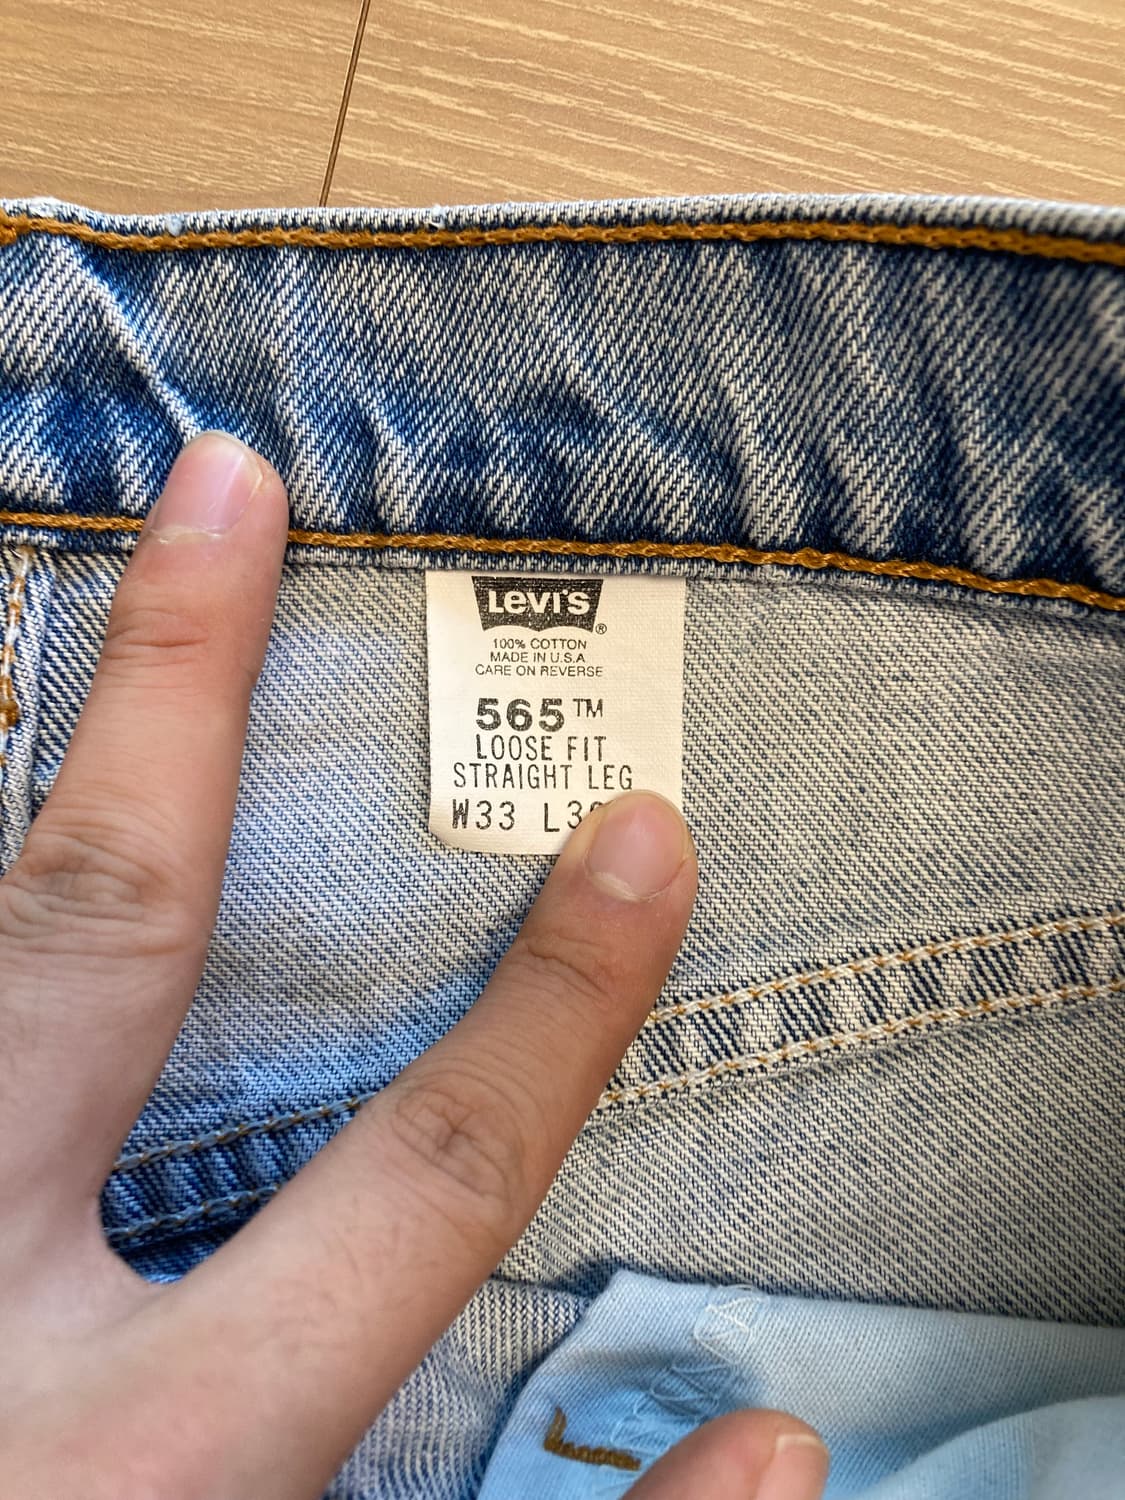 LEVI'S®
100% COTTON
MADE IN U.S.A
CARE ON REVERSE
565™
LOOSE FIT
STRAIGHT LEG
W33